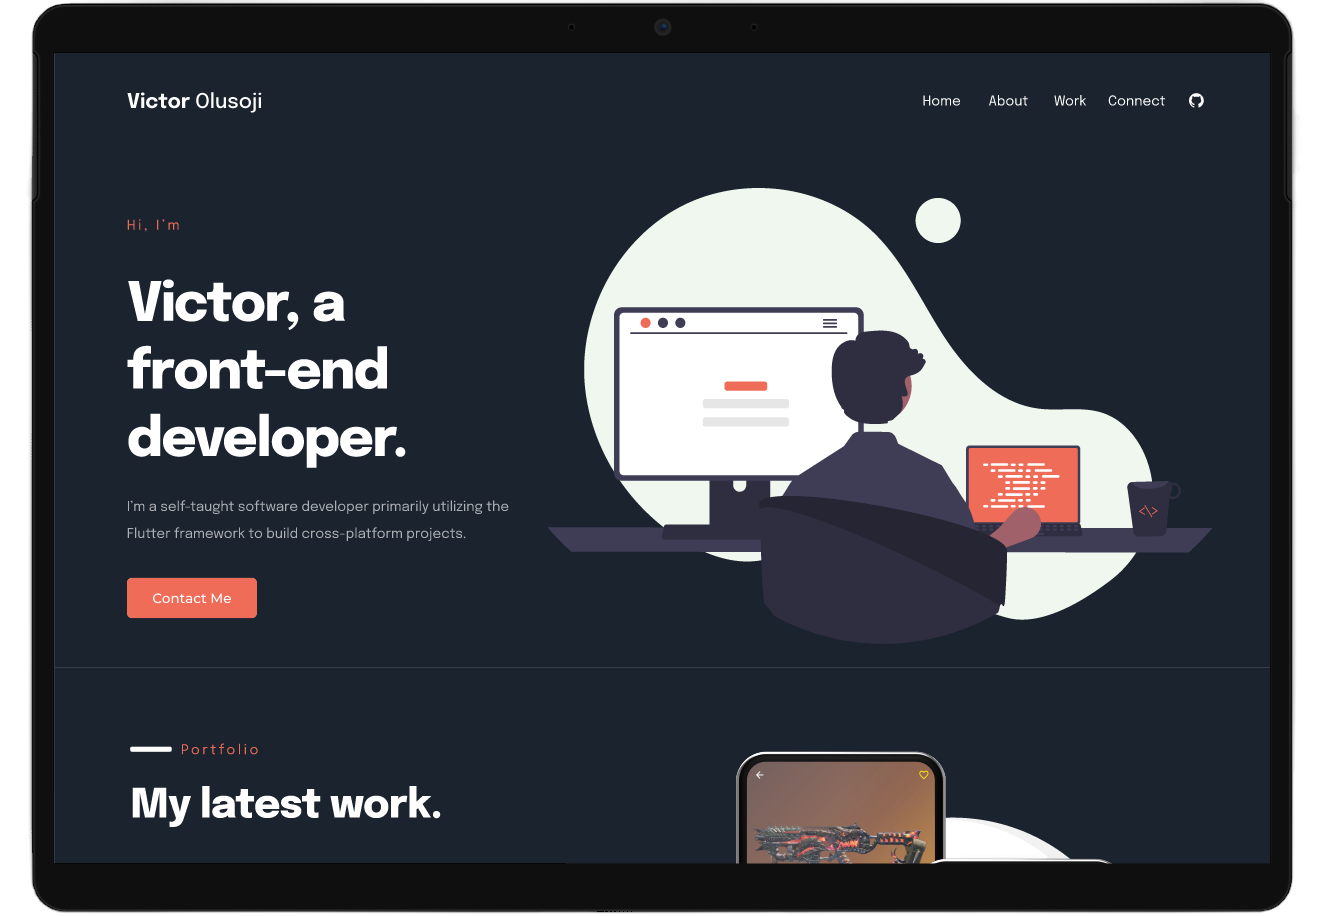 Victor Olusoji
Home About Work Connect
Hi, I'm
Victor, a
front-end
developer.
I'm a self-taught software developer primarily utilizing the
Flutter framework to build cross-platform projects.
Contact Me
<\>
Portfolio
My latest work.